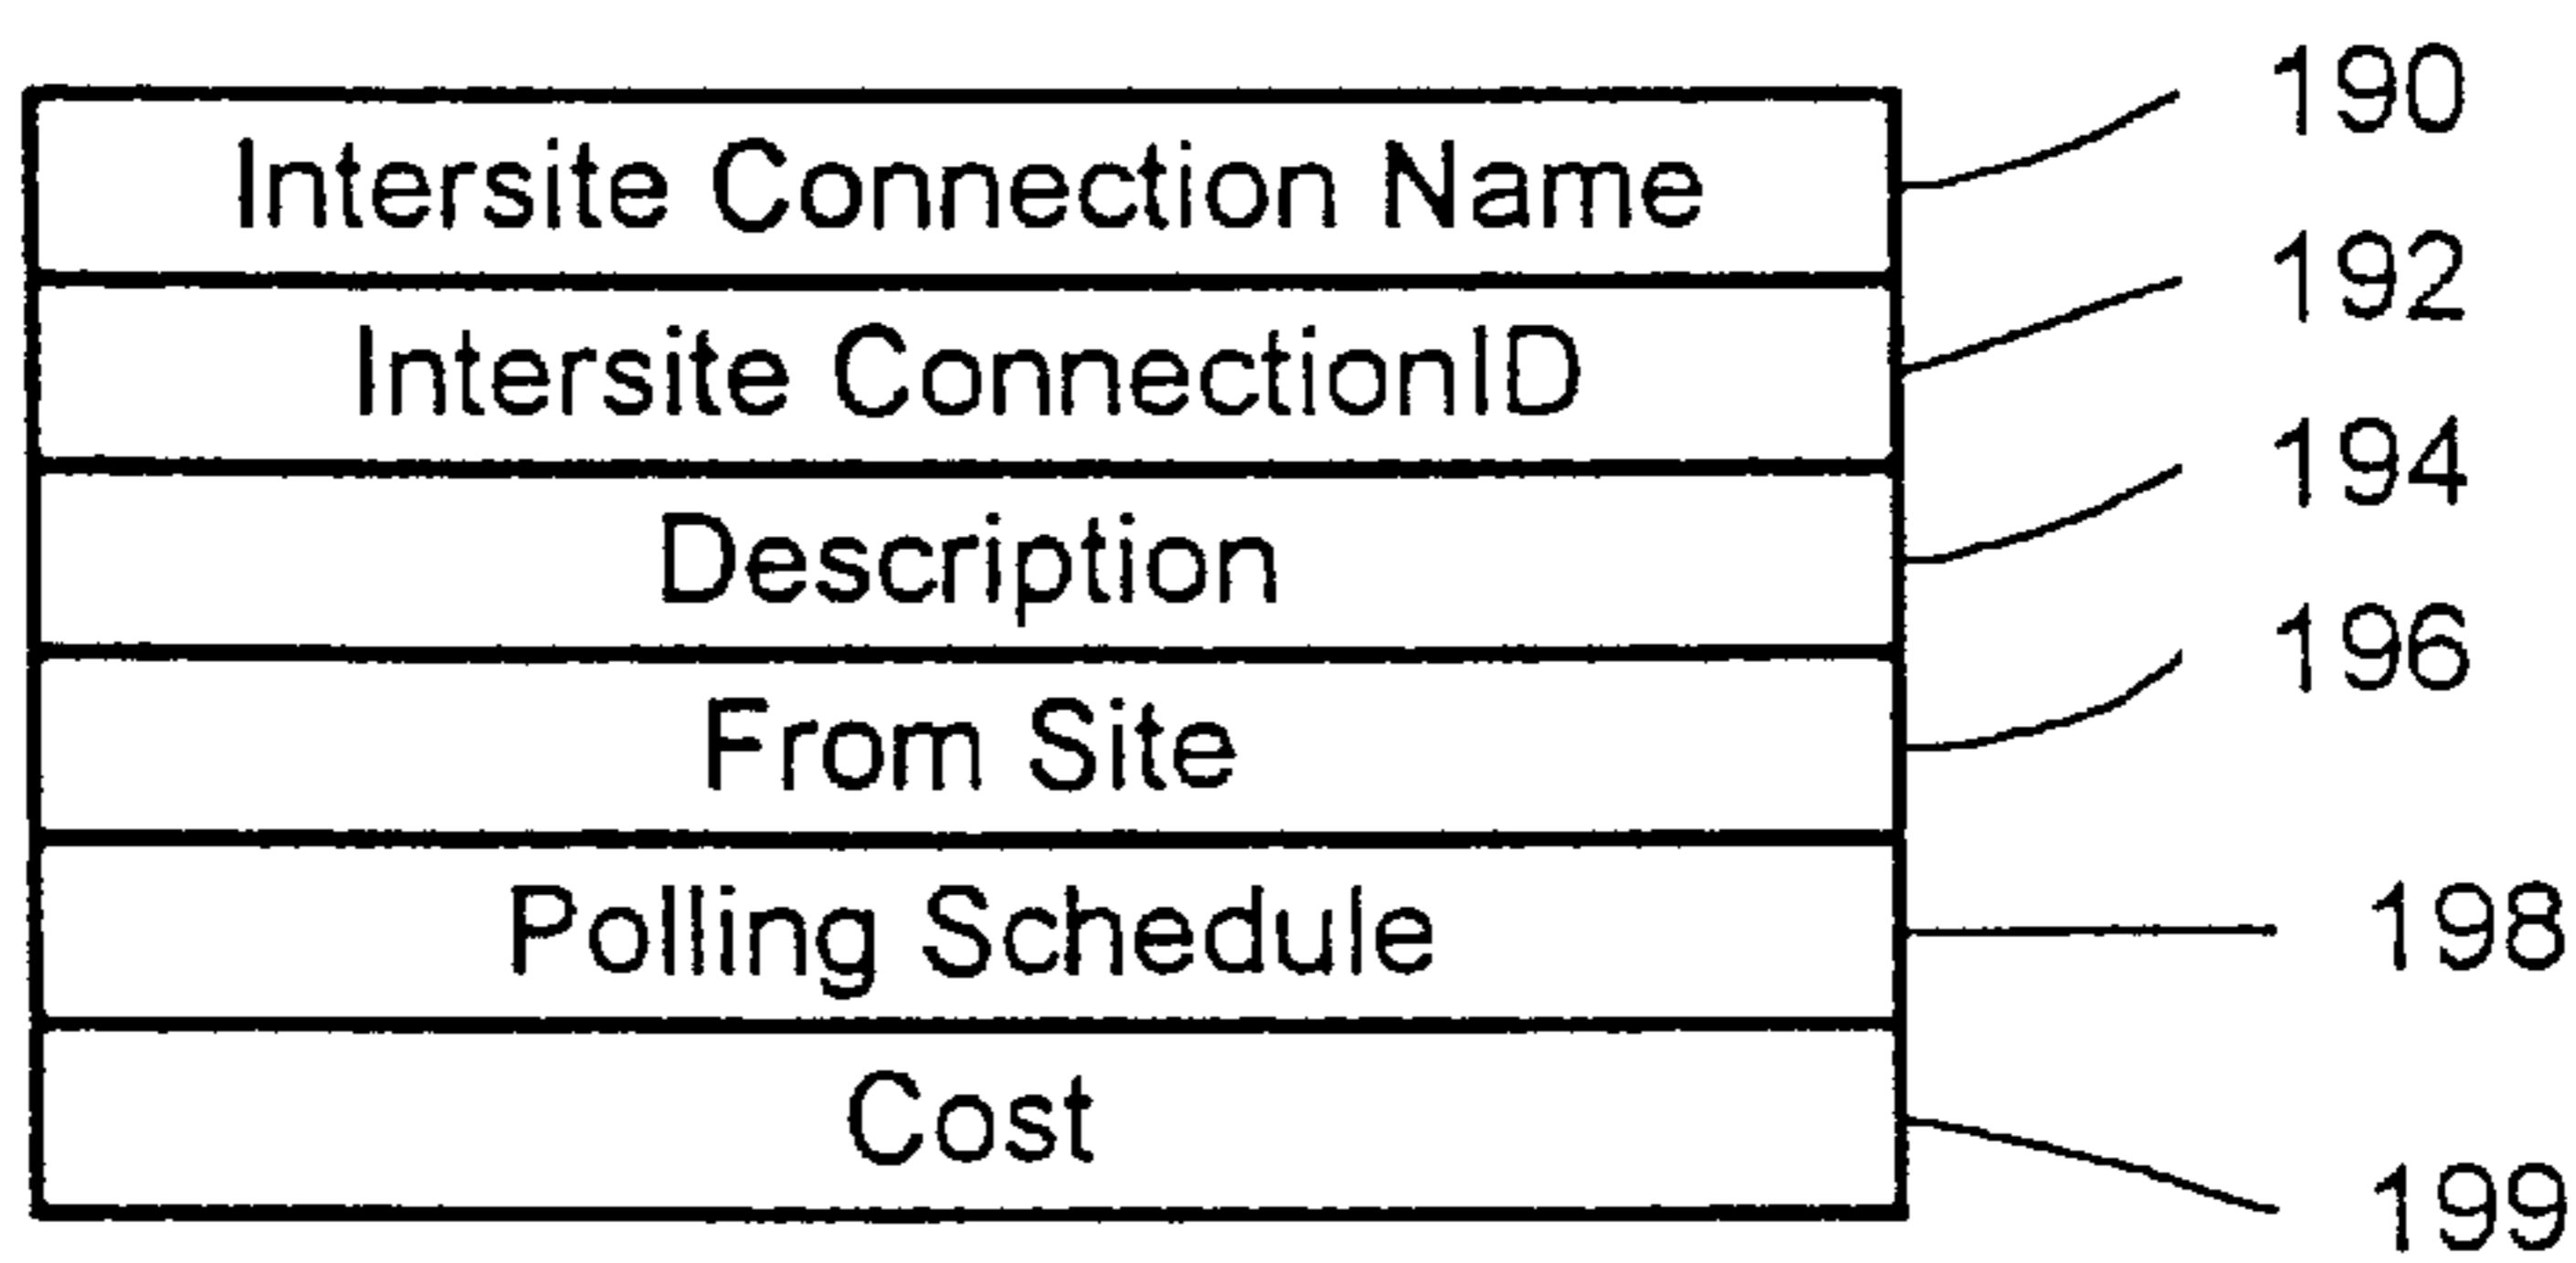 Intersite Connection Name 190
Intersite ConnectionID 192
Description 194
From Site 196
Polling Schedule 198
Cost 199